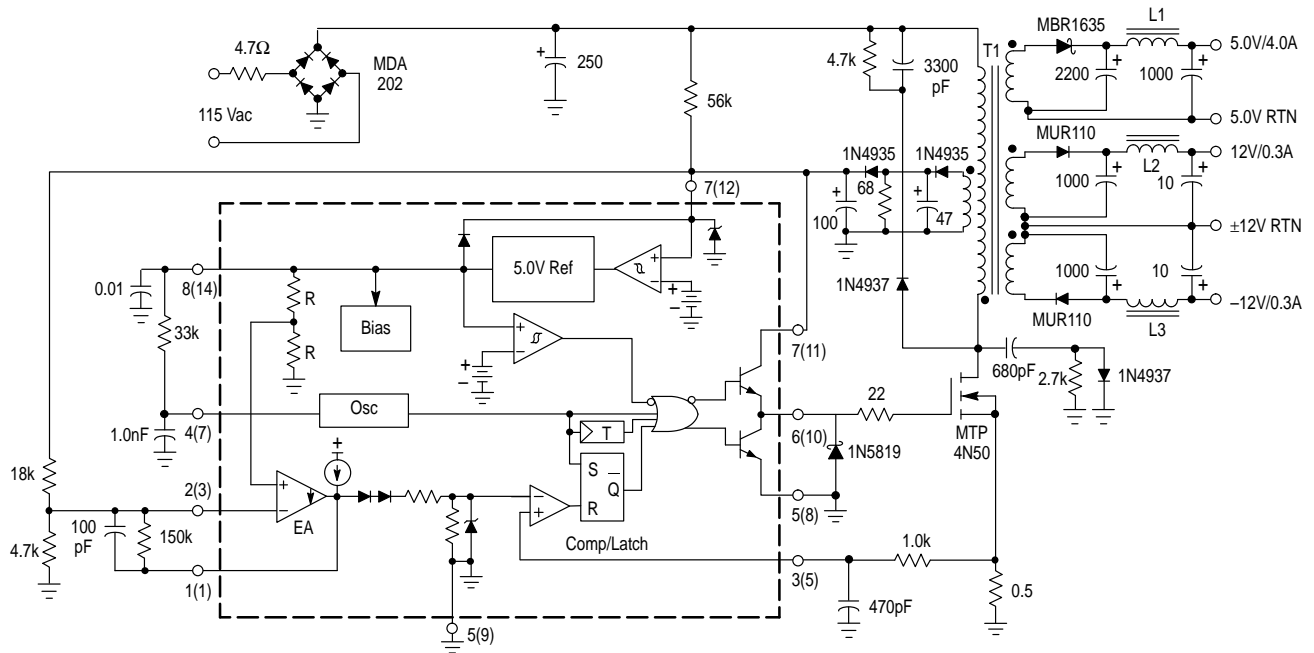 4.7Ω
MDA
202
115 Vac
+
250
56k
4.7k
3300
pF
T1
MBR1635
L1
+
2200
+
1000
5.0V/4.0A
5.0V RTN
MUR110
+
1000
L2
+
10
12V/0.3A
±12V RTN
1000
+
10
+
MUR110
L3
–12V/0.3A
1N4935
1N4935
68
+
100
+
47
1N4937
680pF
2.7k
1N4937
7(12)
0.01
8(14)
33k
R
R
Bias
5.0V Ref
+
–
+
–
+
–
+
–
7(11)
1.0nF
4(7)
Osc
T
S
Q
R
22
6(10)
1N5819
MTP
4N50
5(8)
18k
2(3)
4.7k
100
pF
150k
1(1)
+
+
–
EA
–
+
Comp/Latch
5(9)
3(5)
1.0k
470pF
0.5